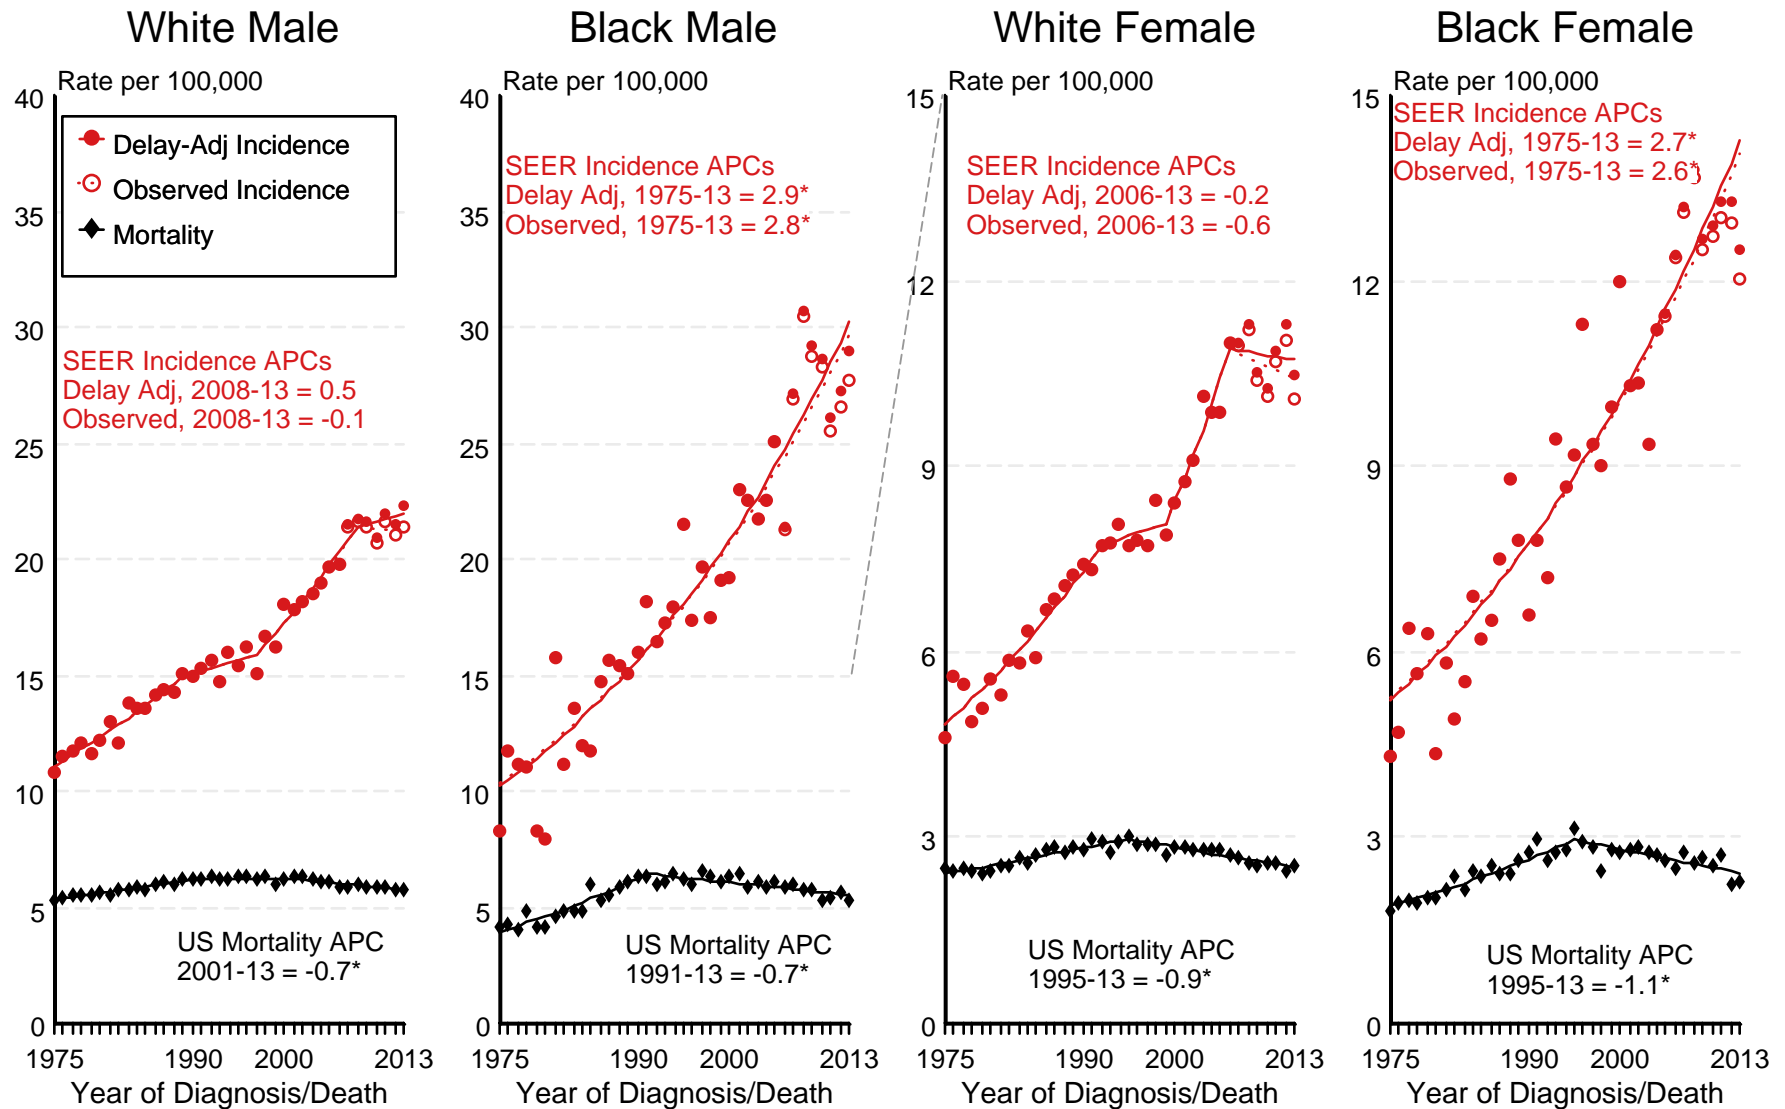 White Male
Rate per 100,000
40
35
30
25
20
15
10
5
0
Delay-Adj Incidence
Observed Incidence
Mortality
SEER Incidence APCs
Delay Adj, 2008-13 = 0.5
Observed, 2008-13 = -0.1
US Mortality APC
2001-13 = -0.7*
1975 1990 2000 2013
Year of Diagnosis/Death
Black Male
Rate per 100,000
40
35
30
25
20
15
10
5
0
SEER Incidence APCs
Delay Adj, 1975-13 = 2.9*
Observed, 1975-13 = 2.8*
US Mortality APC
1991-13 = -0.7*
1975 1990 2000 2013
Year of Diagnosis/Death
White Female
Rate per 100,000
15
12
9
6
3
0
SEER Incidence APCs
Delay Adj, 2006-13 = -0.2
Observed, 2006-13 = -0.6
US Mortality APC
1995-13 = -0.9*
1975 1990 2000 2013
Year of Diagnosis/Death
Black Female
Rate per 100,000
15
12
9
6
3
0
SEER Incidence APCs
Delay Adj, 1975-13 = 2.7*
Observed, 1975-13 = 2.6*
US Mortality APC
1995-13 = -1.1*
1975 1990 2000 2013
Year of Diagnosis/Death